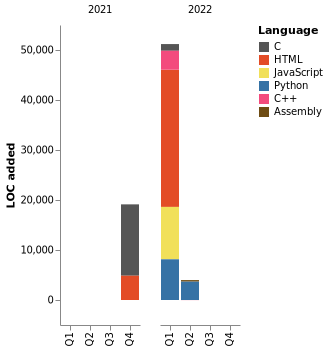 2021 2022
Language
C
HTML
JavaScript
Python
C++
Assembly
LOC added
50,000
40,000
30,000
20,000
10,000
0
Q1 Q2 Q3 Q4 Q1 Q2 Q3 Q4